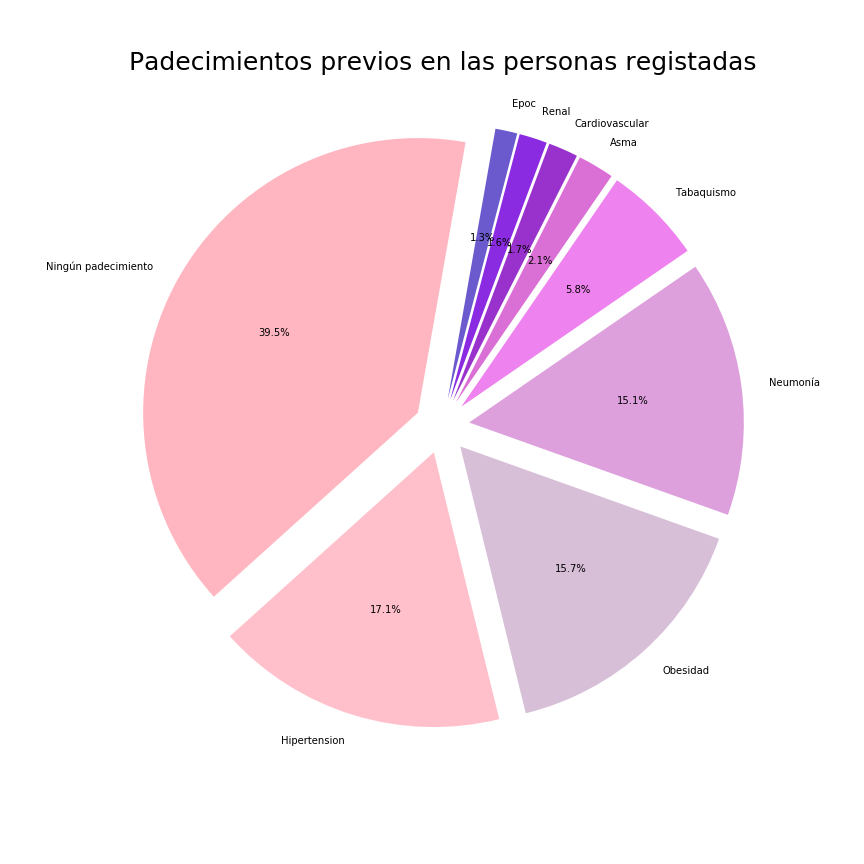 Padecimientos previos en las personas registadas
Epoc
Renal
Cardiovascular
Asma
Tabaquismo
Neumonía
Obesidad
Hipertension
Ningún padecimiento
1.3%
1.6%
1.7%
2.1%
5.8%
15.1%
15.7%
17.1%
39.5%